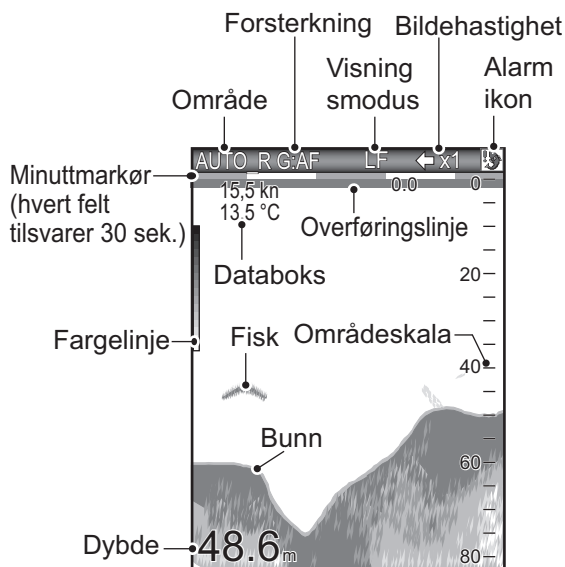 Forsterkning
Bildehastighet
Visning
smodus
Alarm
ikon
Område
AUTO R G:AF LF x1
Minuttmarkør
(hvert felt
tilsvarer 30 sek.)
15,5 kn
13.5 °C
0.0
0
Overføringslinje
Databoks
20
Fargelinje
Fisk
Områdeskala
40
Bunn
60
Dybde
48.6m
80